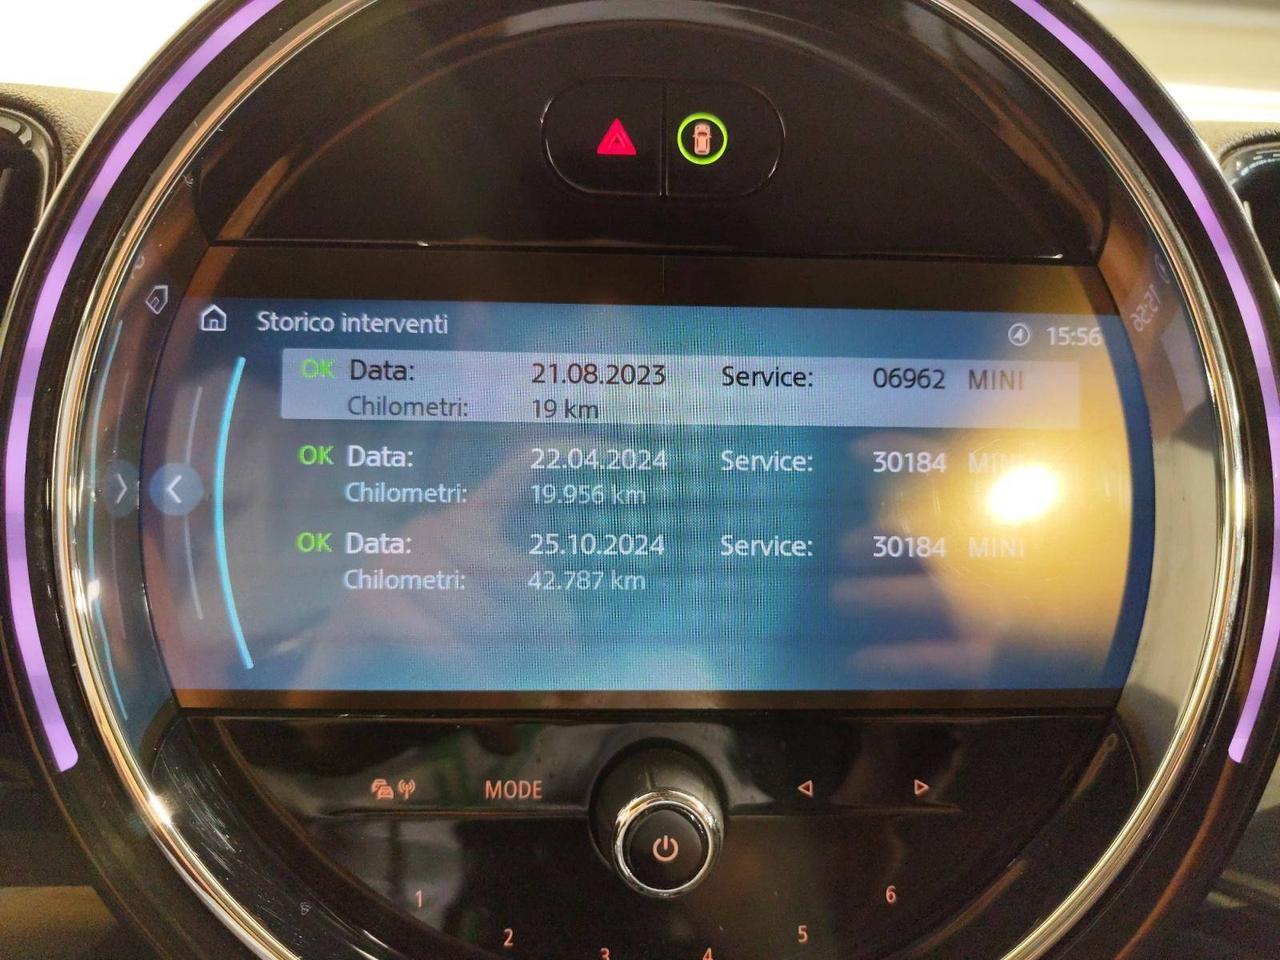 Storico interventi
15:56
OK Data: 21.08.2023 Service: 06962 MINI
Chilometri: 19 km
OK Data: 22.04.2024 Service: 30184 MINI
Chilometri: 19.956 km
OK Data: 25.10.2024 Service: 30184 MINI
Chilometri: 42.787 km
MODE
1
2
3
4
5
6